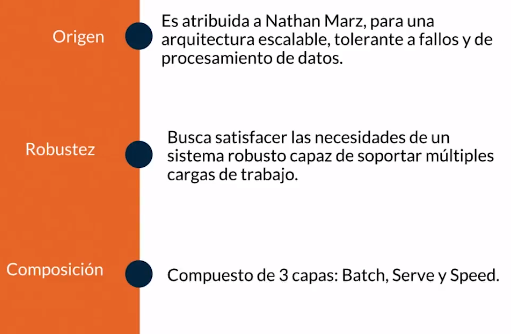 Origen
Es atribuida a Nathan Marz, para una
arquitectura escalable, tolerante a fallos y de
procesamiento de datos.
Robustez
Busca satisfacer las necesidades de un
sistema robusto capaz de soportar múltiples
cargas de trabajo.
Composición
Compuesto de 3 capas: Batch, Serve y Speed.